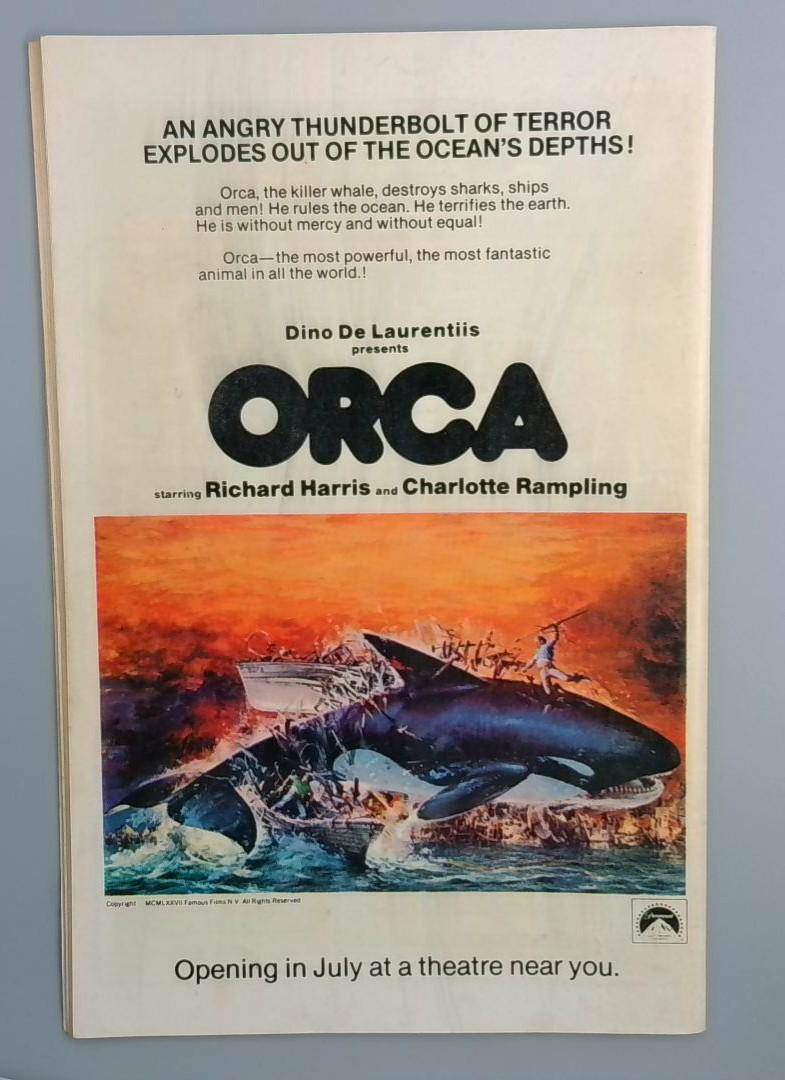 AN ANGRY THUNDERBOLT OF TERROR
EXPLODES OUT OF THE OCEAN'S DEPTHS!
Orca, the killer whale, destroys sharks, ships
and men! He rules the ocean. He terrifies the earth.
He is without mercy and without equal!
Orca—the most powerful, the most fantastic
animal in all the world.!
Dino De Laurentiis
presents
ORCA
starring Richard Harris and Charlotte Rampling
Copyright MCMLXXVII Famous Films N V All Rights Reserved
Paramount
Opening in July at a theatre near you.